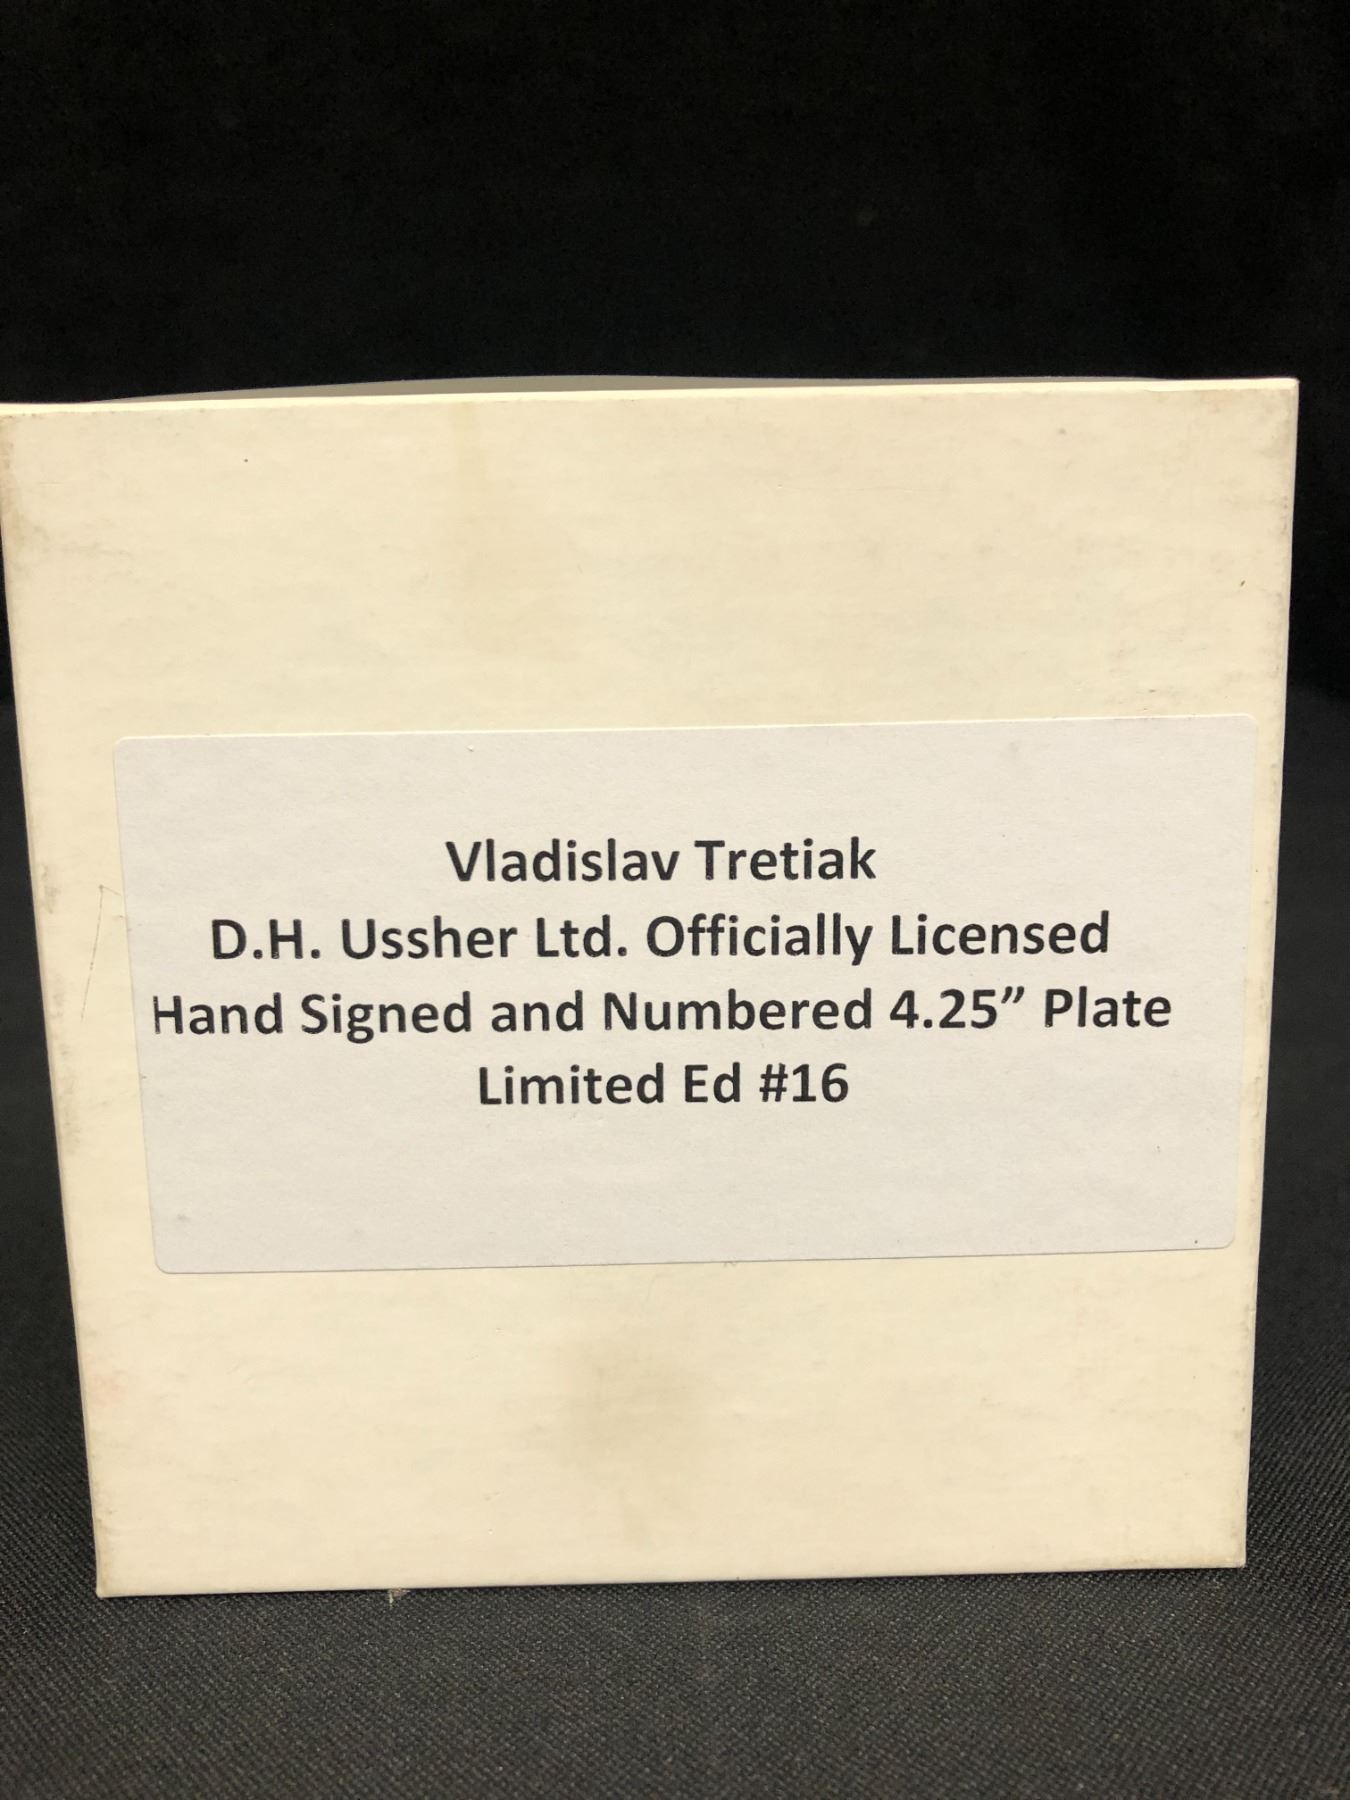 Vladislav Tretiak
D.H. Ussher Ltd. Officially Licensed
Hand Signed and Numbered 4.25” Plate
Limited Ed #16